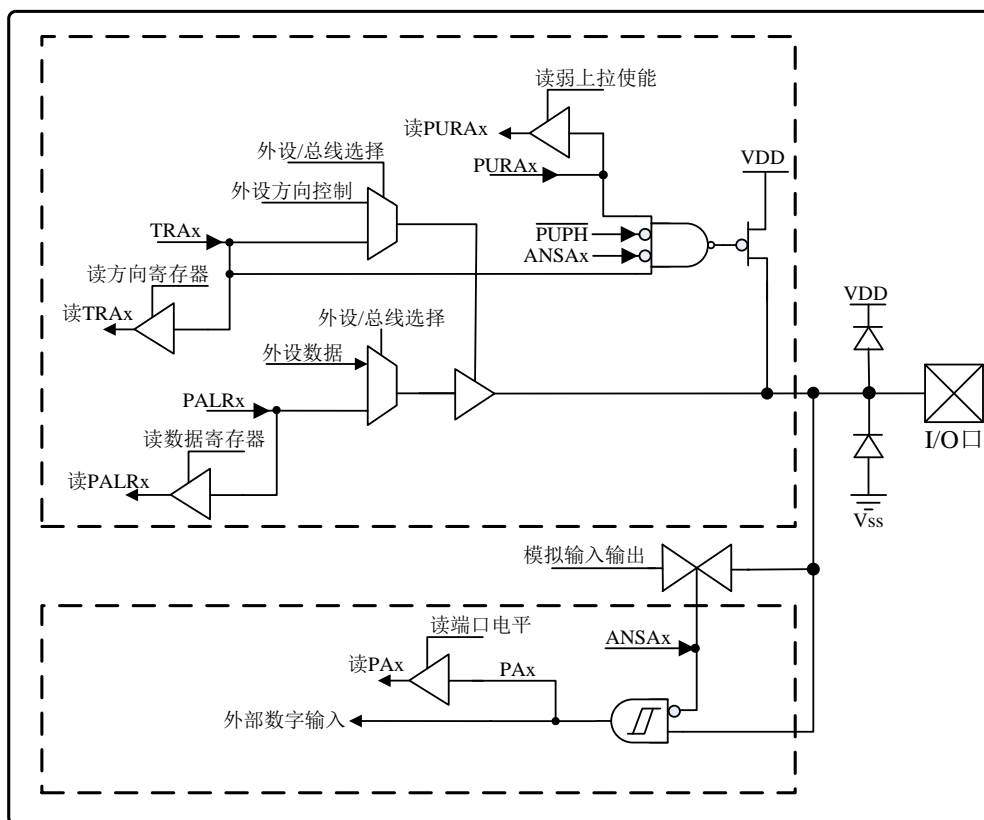 读弱上拉使能
读PURAx
外设/总线选择
PURAx
VDD
外设方向控制
TRAx
PUPH
ANSAx
读方向寄存器
读TRAx
外设/总线选择
VDD
外设数据
PALRx
I/O口
读数据寄存器
读PALRx
Vss
模拟输入输出
读端口电平
ANSAx
读PAx
PAx
外部数字输入